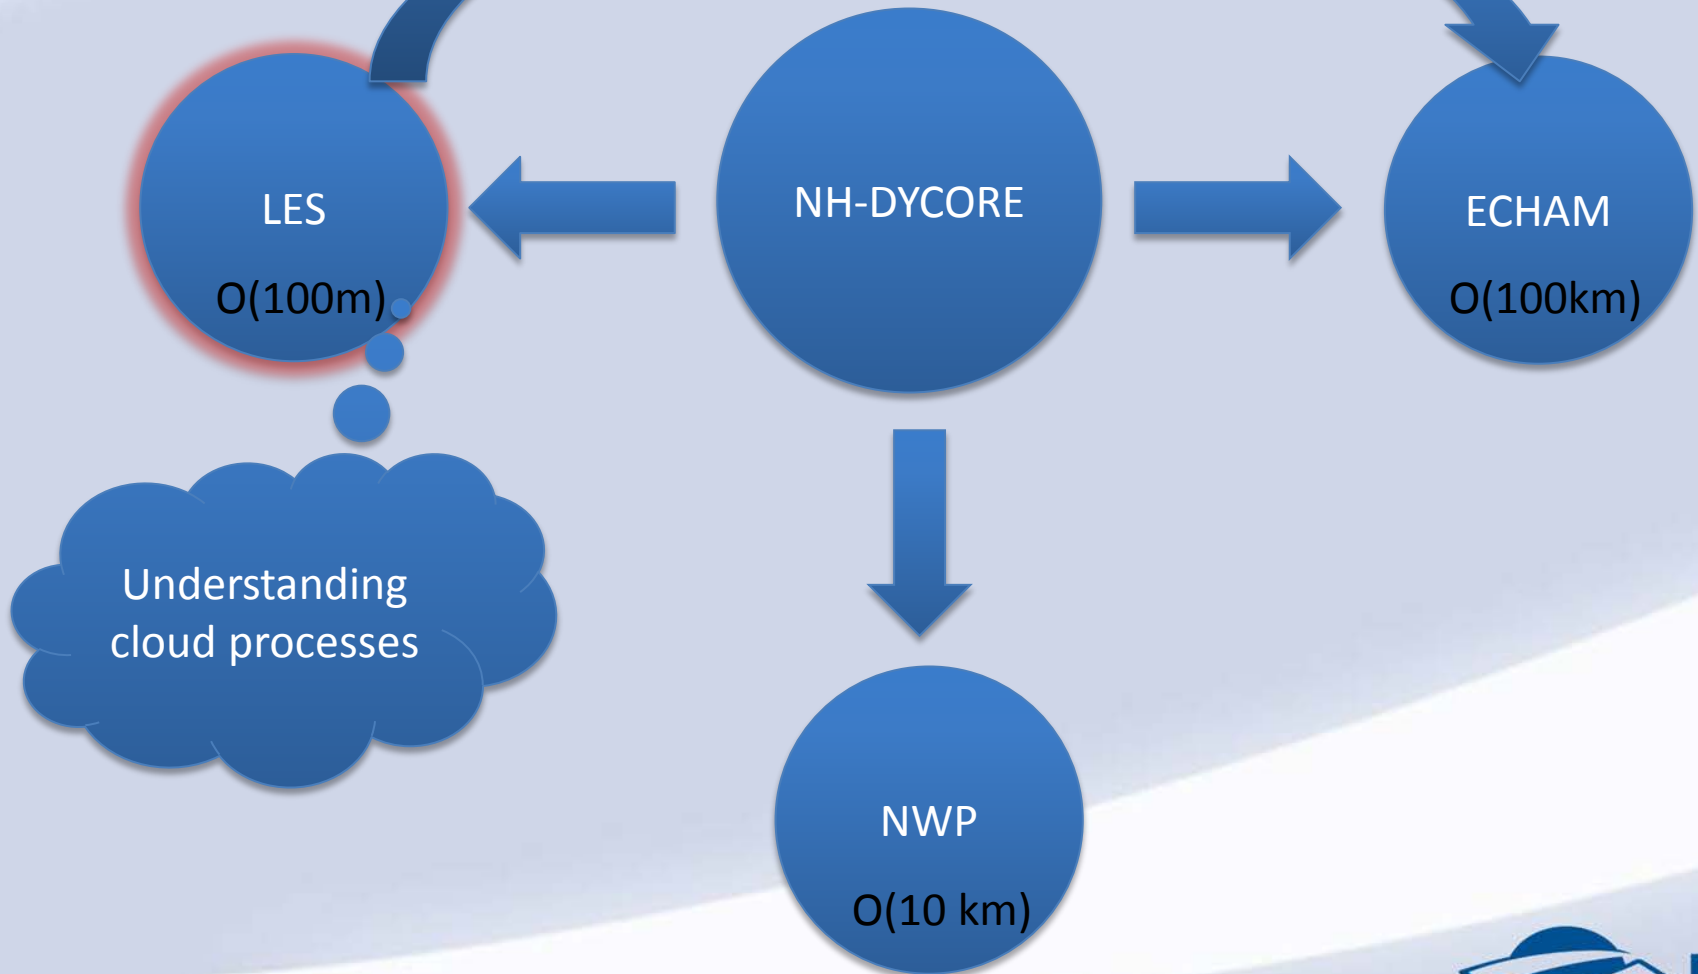 LES
O(100m)
NH-DYCORE
ECHAM
O(100km)
Understanding
cloud processes
NWP
O(10 km)